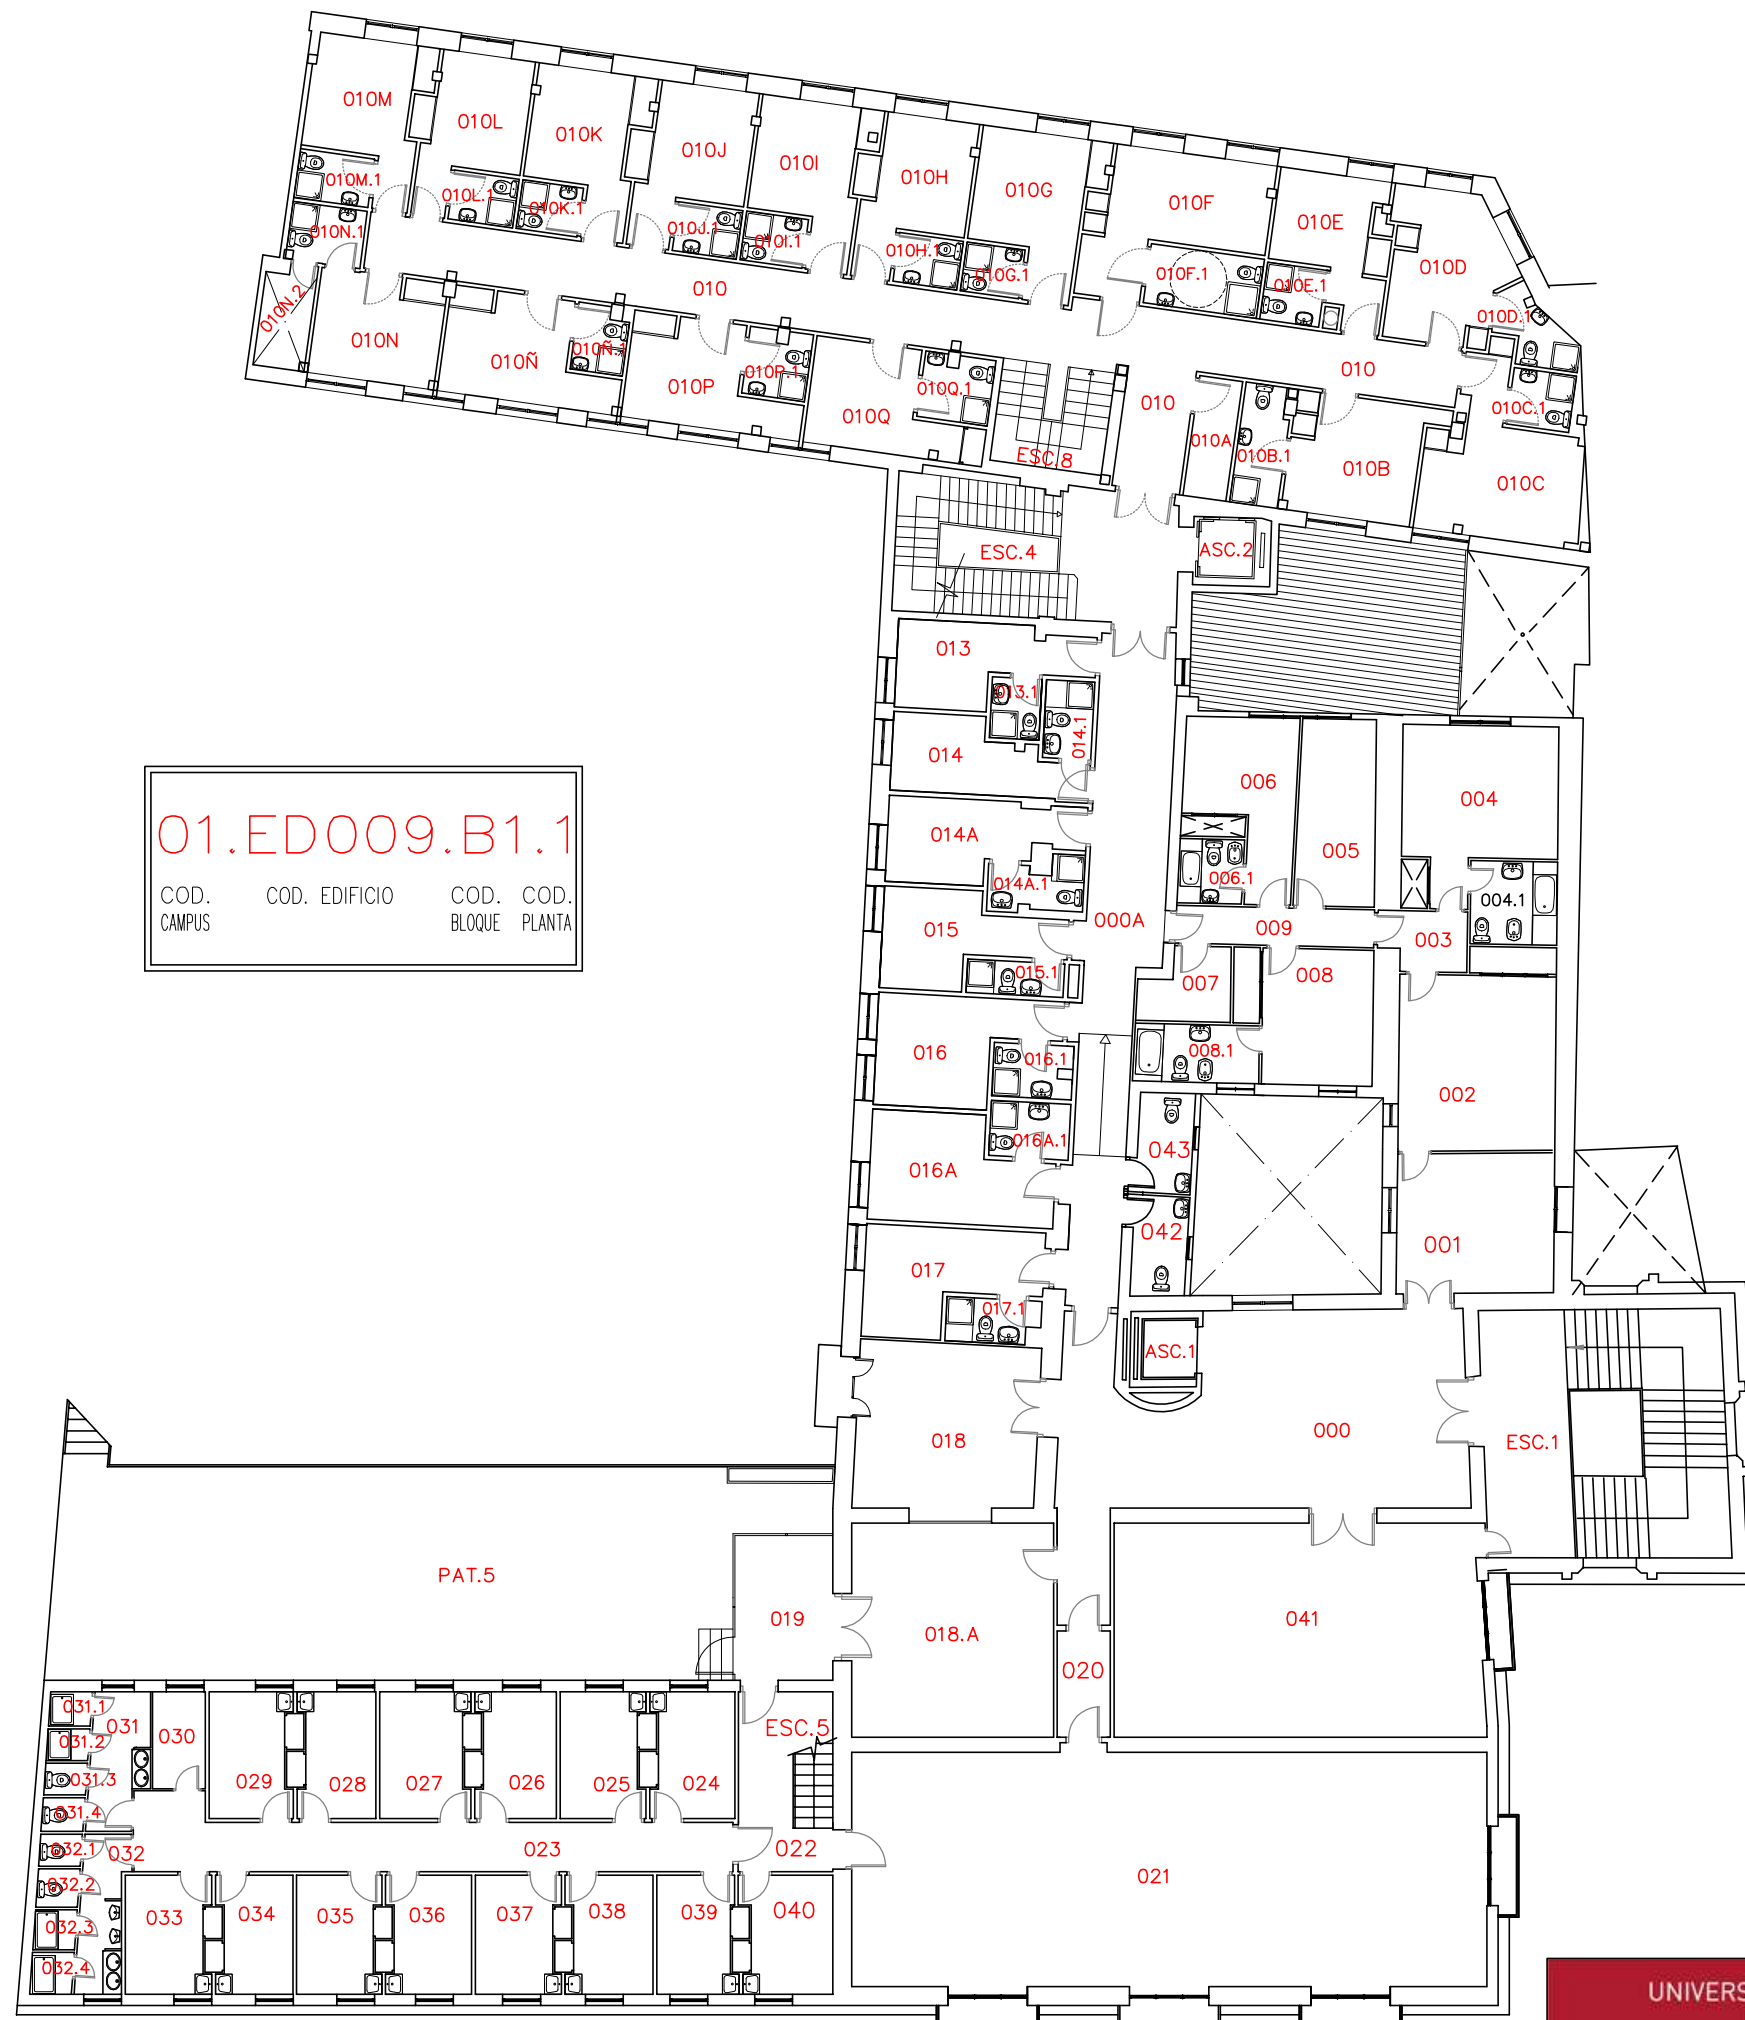 010M
010L
010K
010J
010I
010H
010G
010F
010E
010D
010M.1
010L.1
010K.1
010J.1
010I.1
010H.1
010G.1
010F.1
010E.1
010D.1
010N.1
010N.2
010
010N
010Ñ
010Ñ.1
010P
010P.1
010Q
010Q.1
010
010
010A
010B.1
010B
010C.1
010C
ESC.8
ESC.4
ASC.2
013
013.1
014
014.1
014A
014A.1
006
006.1
005
004
004.1
01.ED009.B1.1
COD. COD. EDIFICIO COD. COD.
CAMPUS BLOQUE PLANTA
015
000A
009
003
015.1
007
008
016
016.1
008.1
002
016A.1
016A
043
042
001
017
017.1
ASC.1
018
000
ESC.1
PAT.5
019
018.A
020
041
031.1
031
030
031.2
031.3
031.4
029
028
027
026
025
024
ESC.5
032.1
032
023
022
021
032.2
032.3
032.4
033
034
035
036
037
038
039
040
UNIVERS